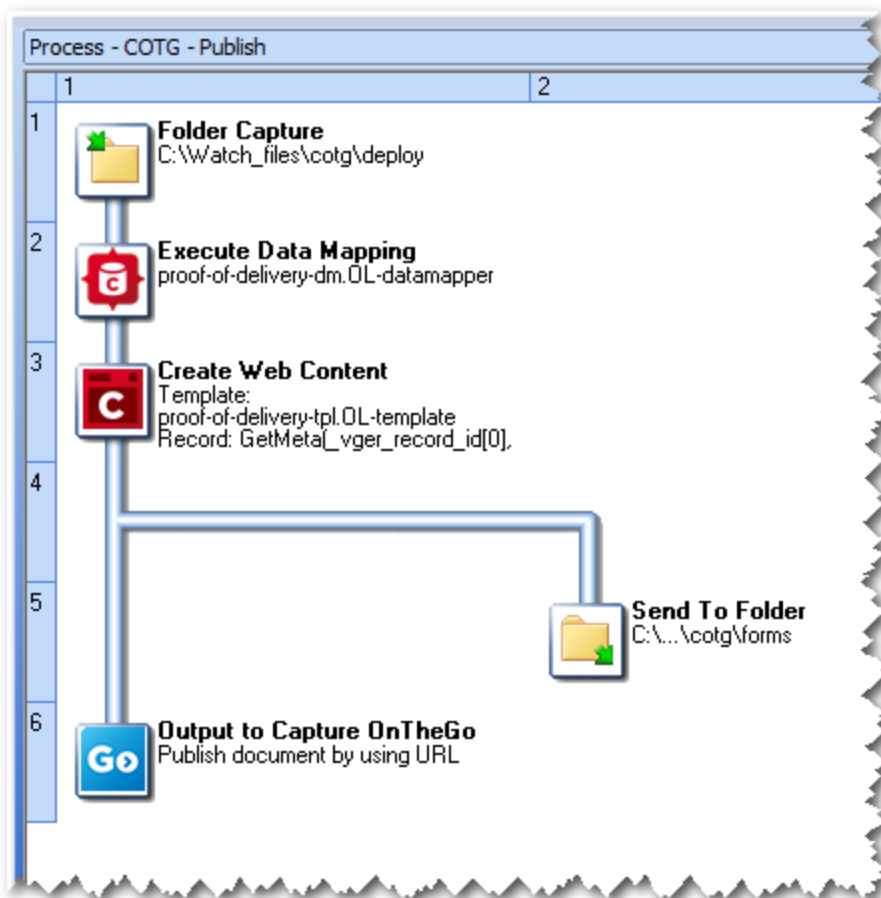 Process - COTG - Publish
1
2
1
Folder Capture
C:\Watch_files\cotg\deploy
2
Execute Data Mapping
proof-of-delivery-dm.OL-datamapper
3
Create Web Content
Template:
proof-of-delivery-tpl.OL-template
Record: GetMeta(_vger_record_id[0],
4
5
Send To Folder
C:\...\cotg\forms
6
Output to Capture OnTheGo
Publish document by using URL
C
C
GO